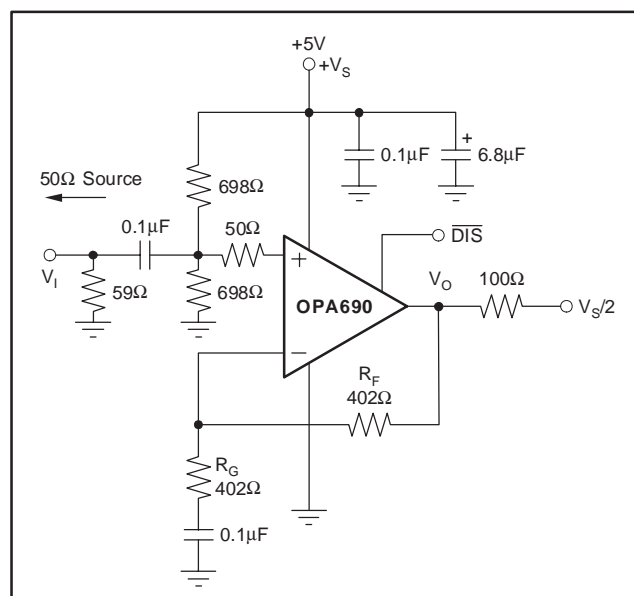 +5V
+V_S
0.1μF
+
6.8μF
50Ω Source
698Ω
0.1μF
50Ω
DIS
V_I
59Ω
698Ω
+
OPA690
−
V_O
100Ω
V_S/2
R_F
402Ω
R_G
402Ω
0.1μF